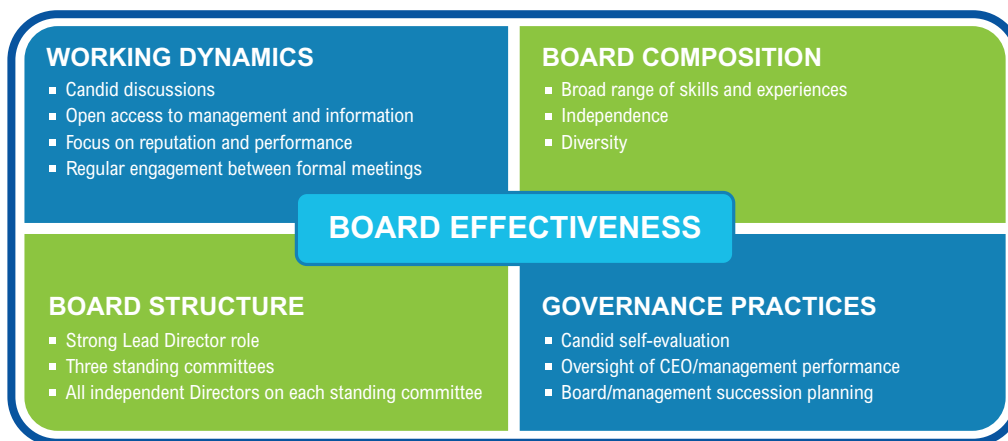 WORKING DYNAMICS
▪ Candid discussions
▪ Open access to management and information
▪ Focus on reputation and performance
▪ Regular engagement between formal meetings
BOARD COMPOSITION
▪ Broad range of skills and experiences
▪ Independence
▪ Diversity
BOARD EFFECTIVENESS
BOARD STRUCTURE
▪ Strong Lead Director role
▪ Three standing committees
▪ All independent Directors on each standing committee
GOVERNANCE PRACTICES
▪ Candid self-evaluation
▪ Oversight of CEO/management performance
▪ Board/management succession planning